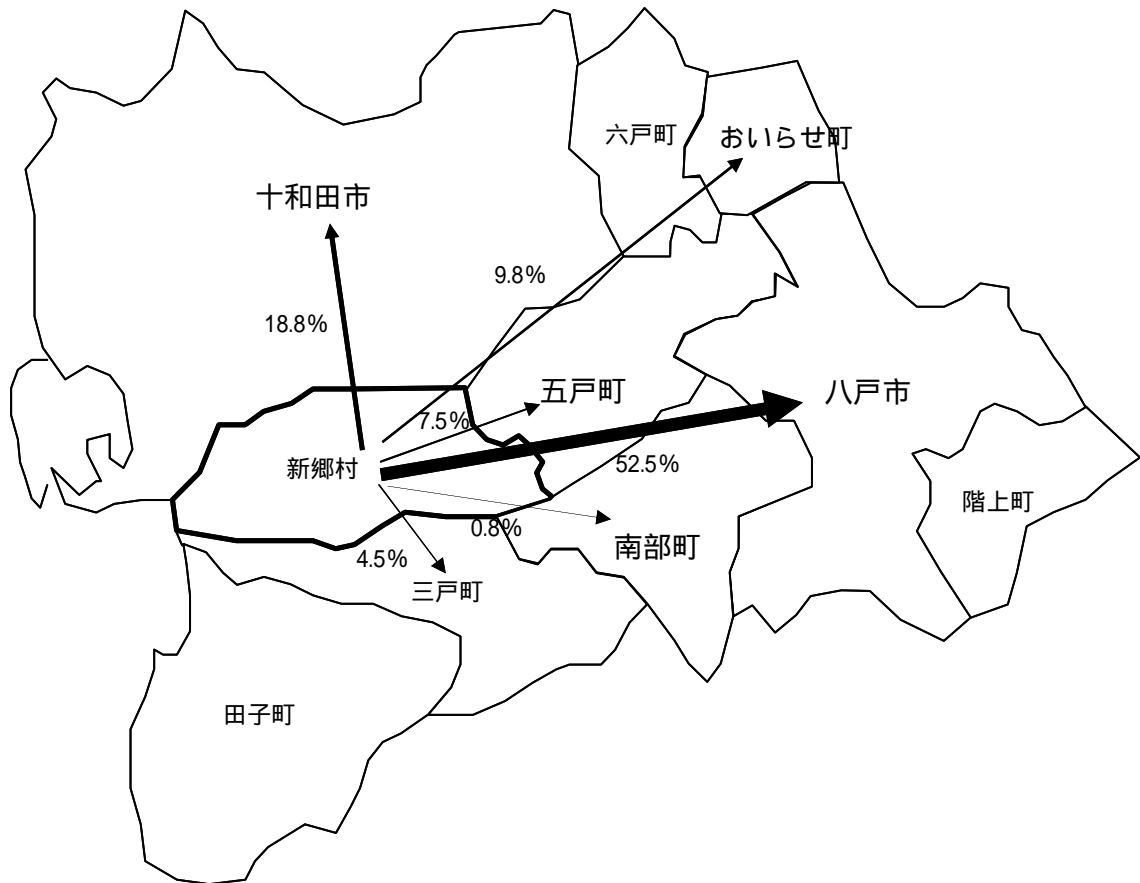 六戸町
おいらせ町
十和田市
9.8%
18.8%
五戸町
八戸市
7.5%
新郷村
52.5%
階上町
0.8%
南部町
4.5%
三戸町
田子町